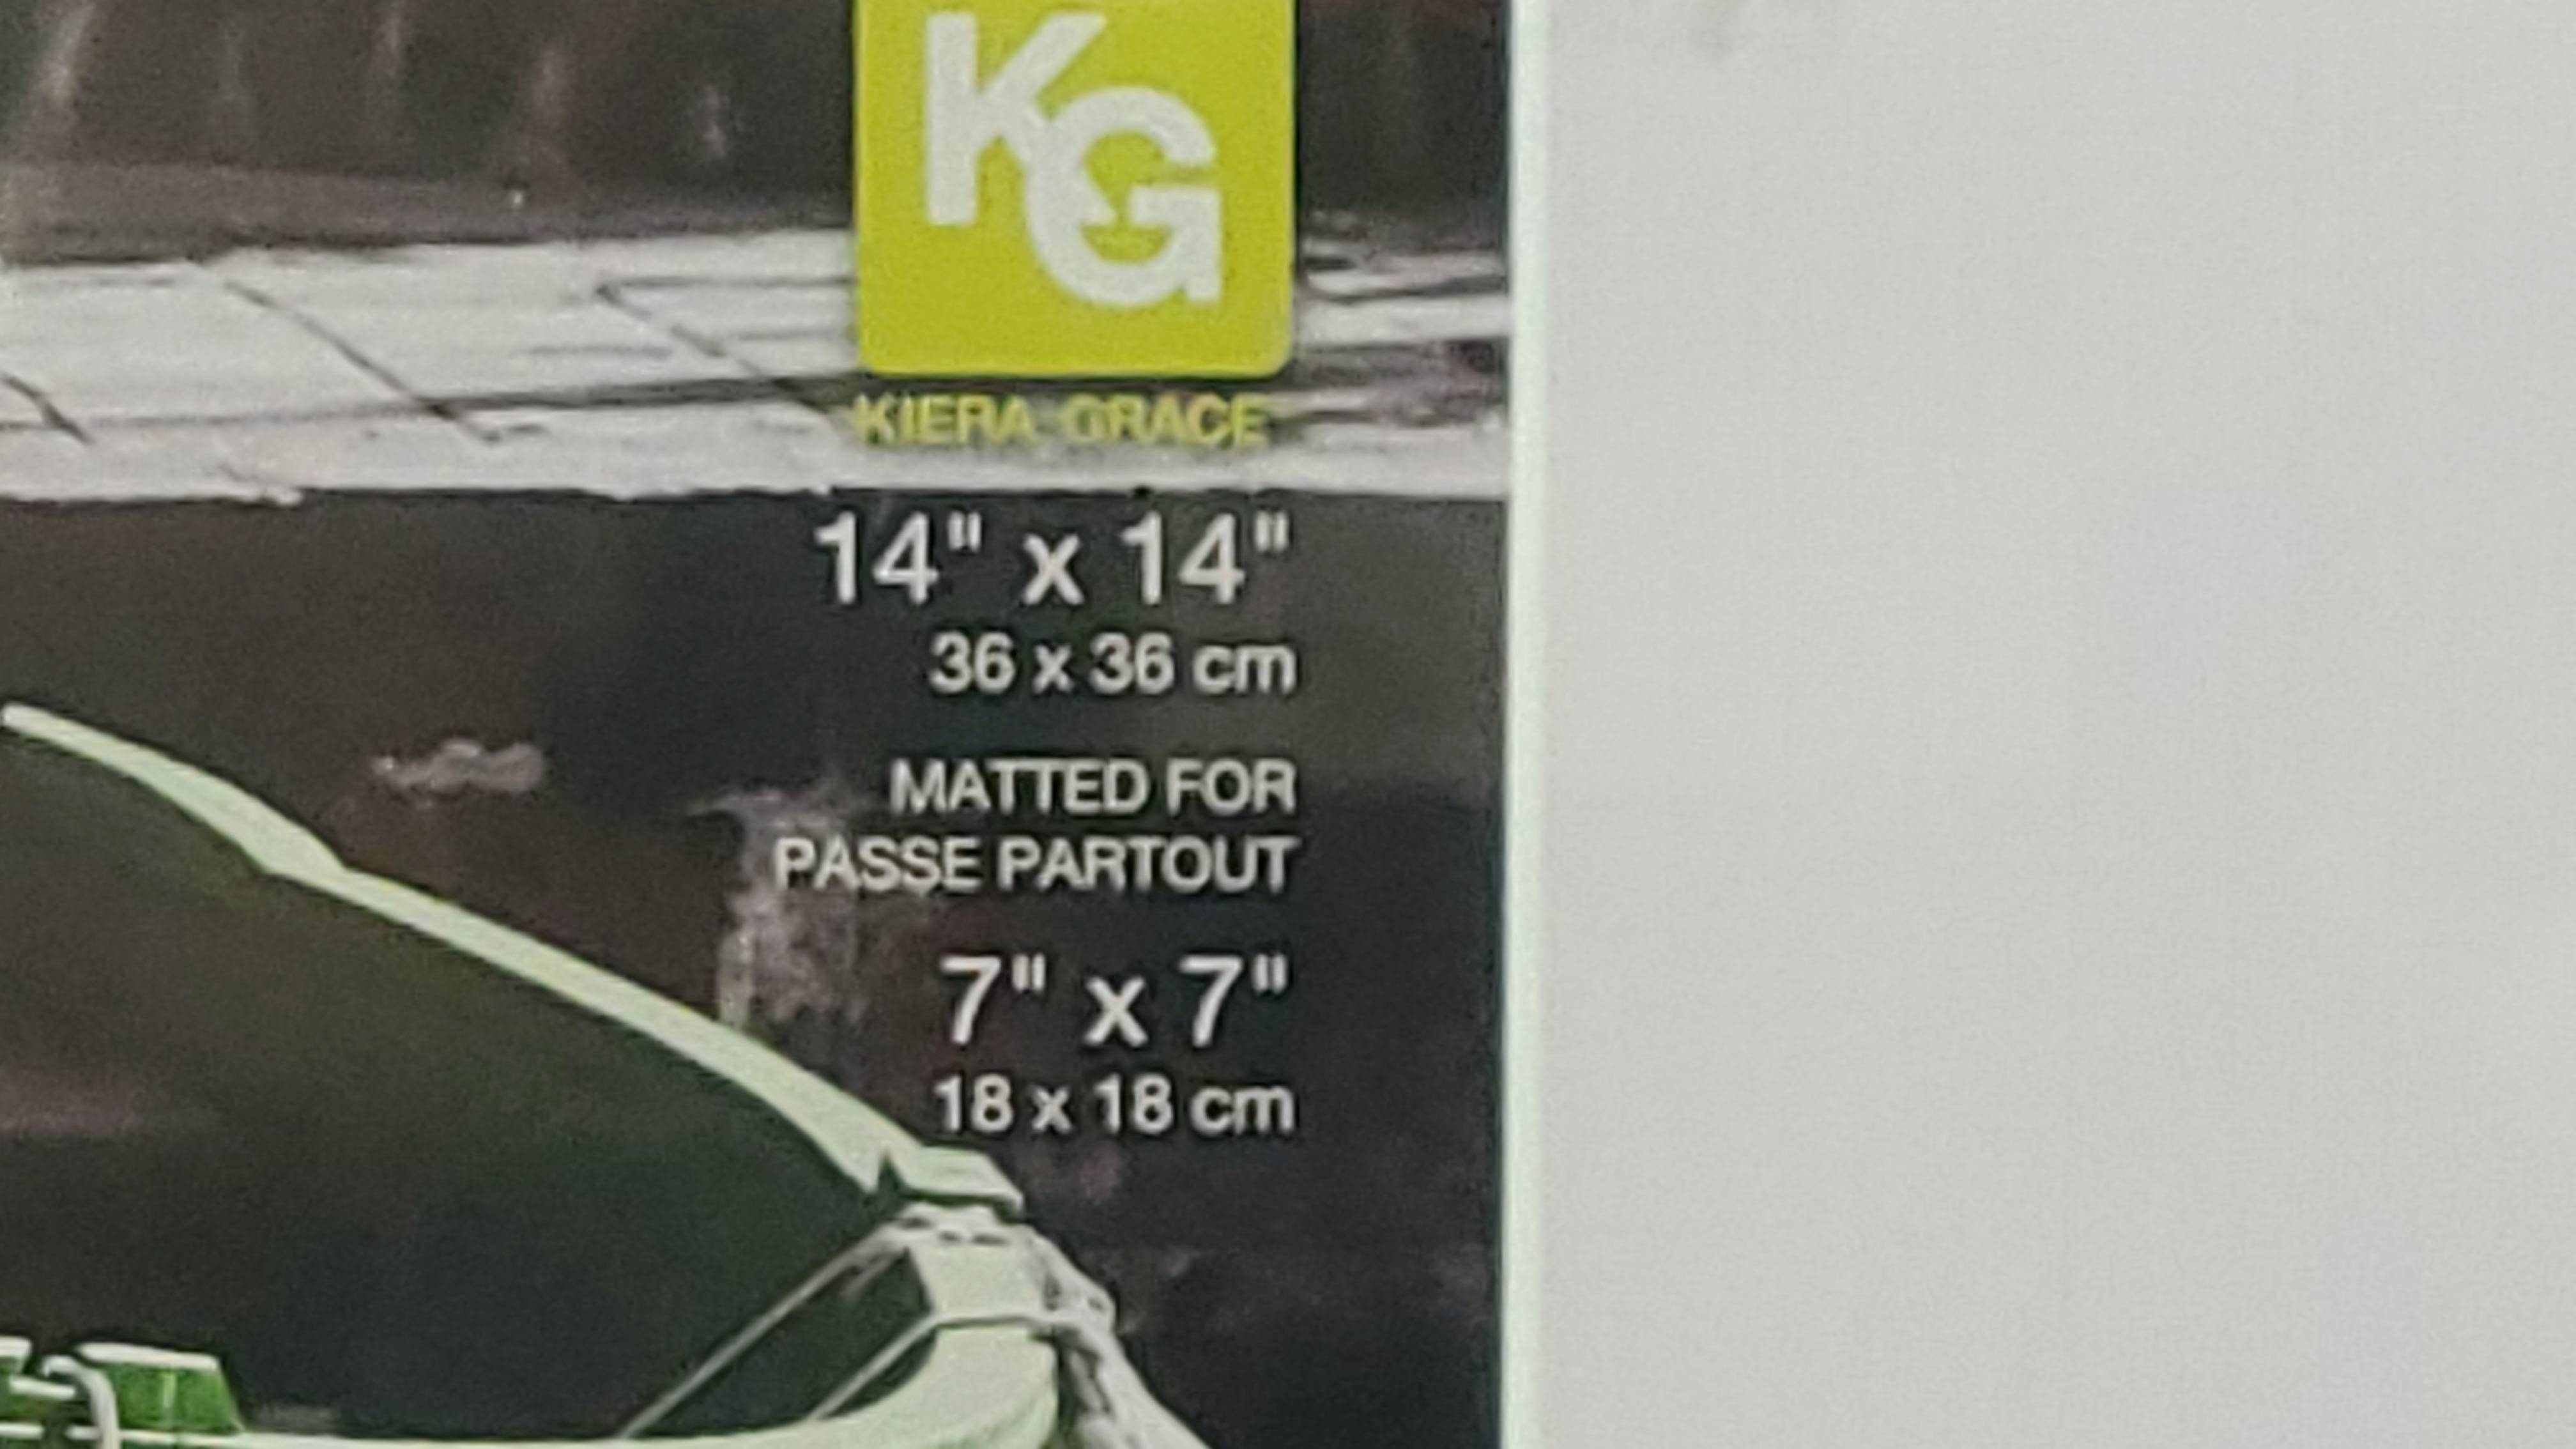 KG
KIERA GRACE
14" x 14"
36 x 36 cm
MATTED FOR
PASSE PARTOUT
7" x 7"
18 x 18 cm